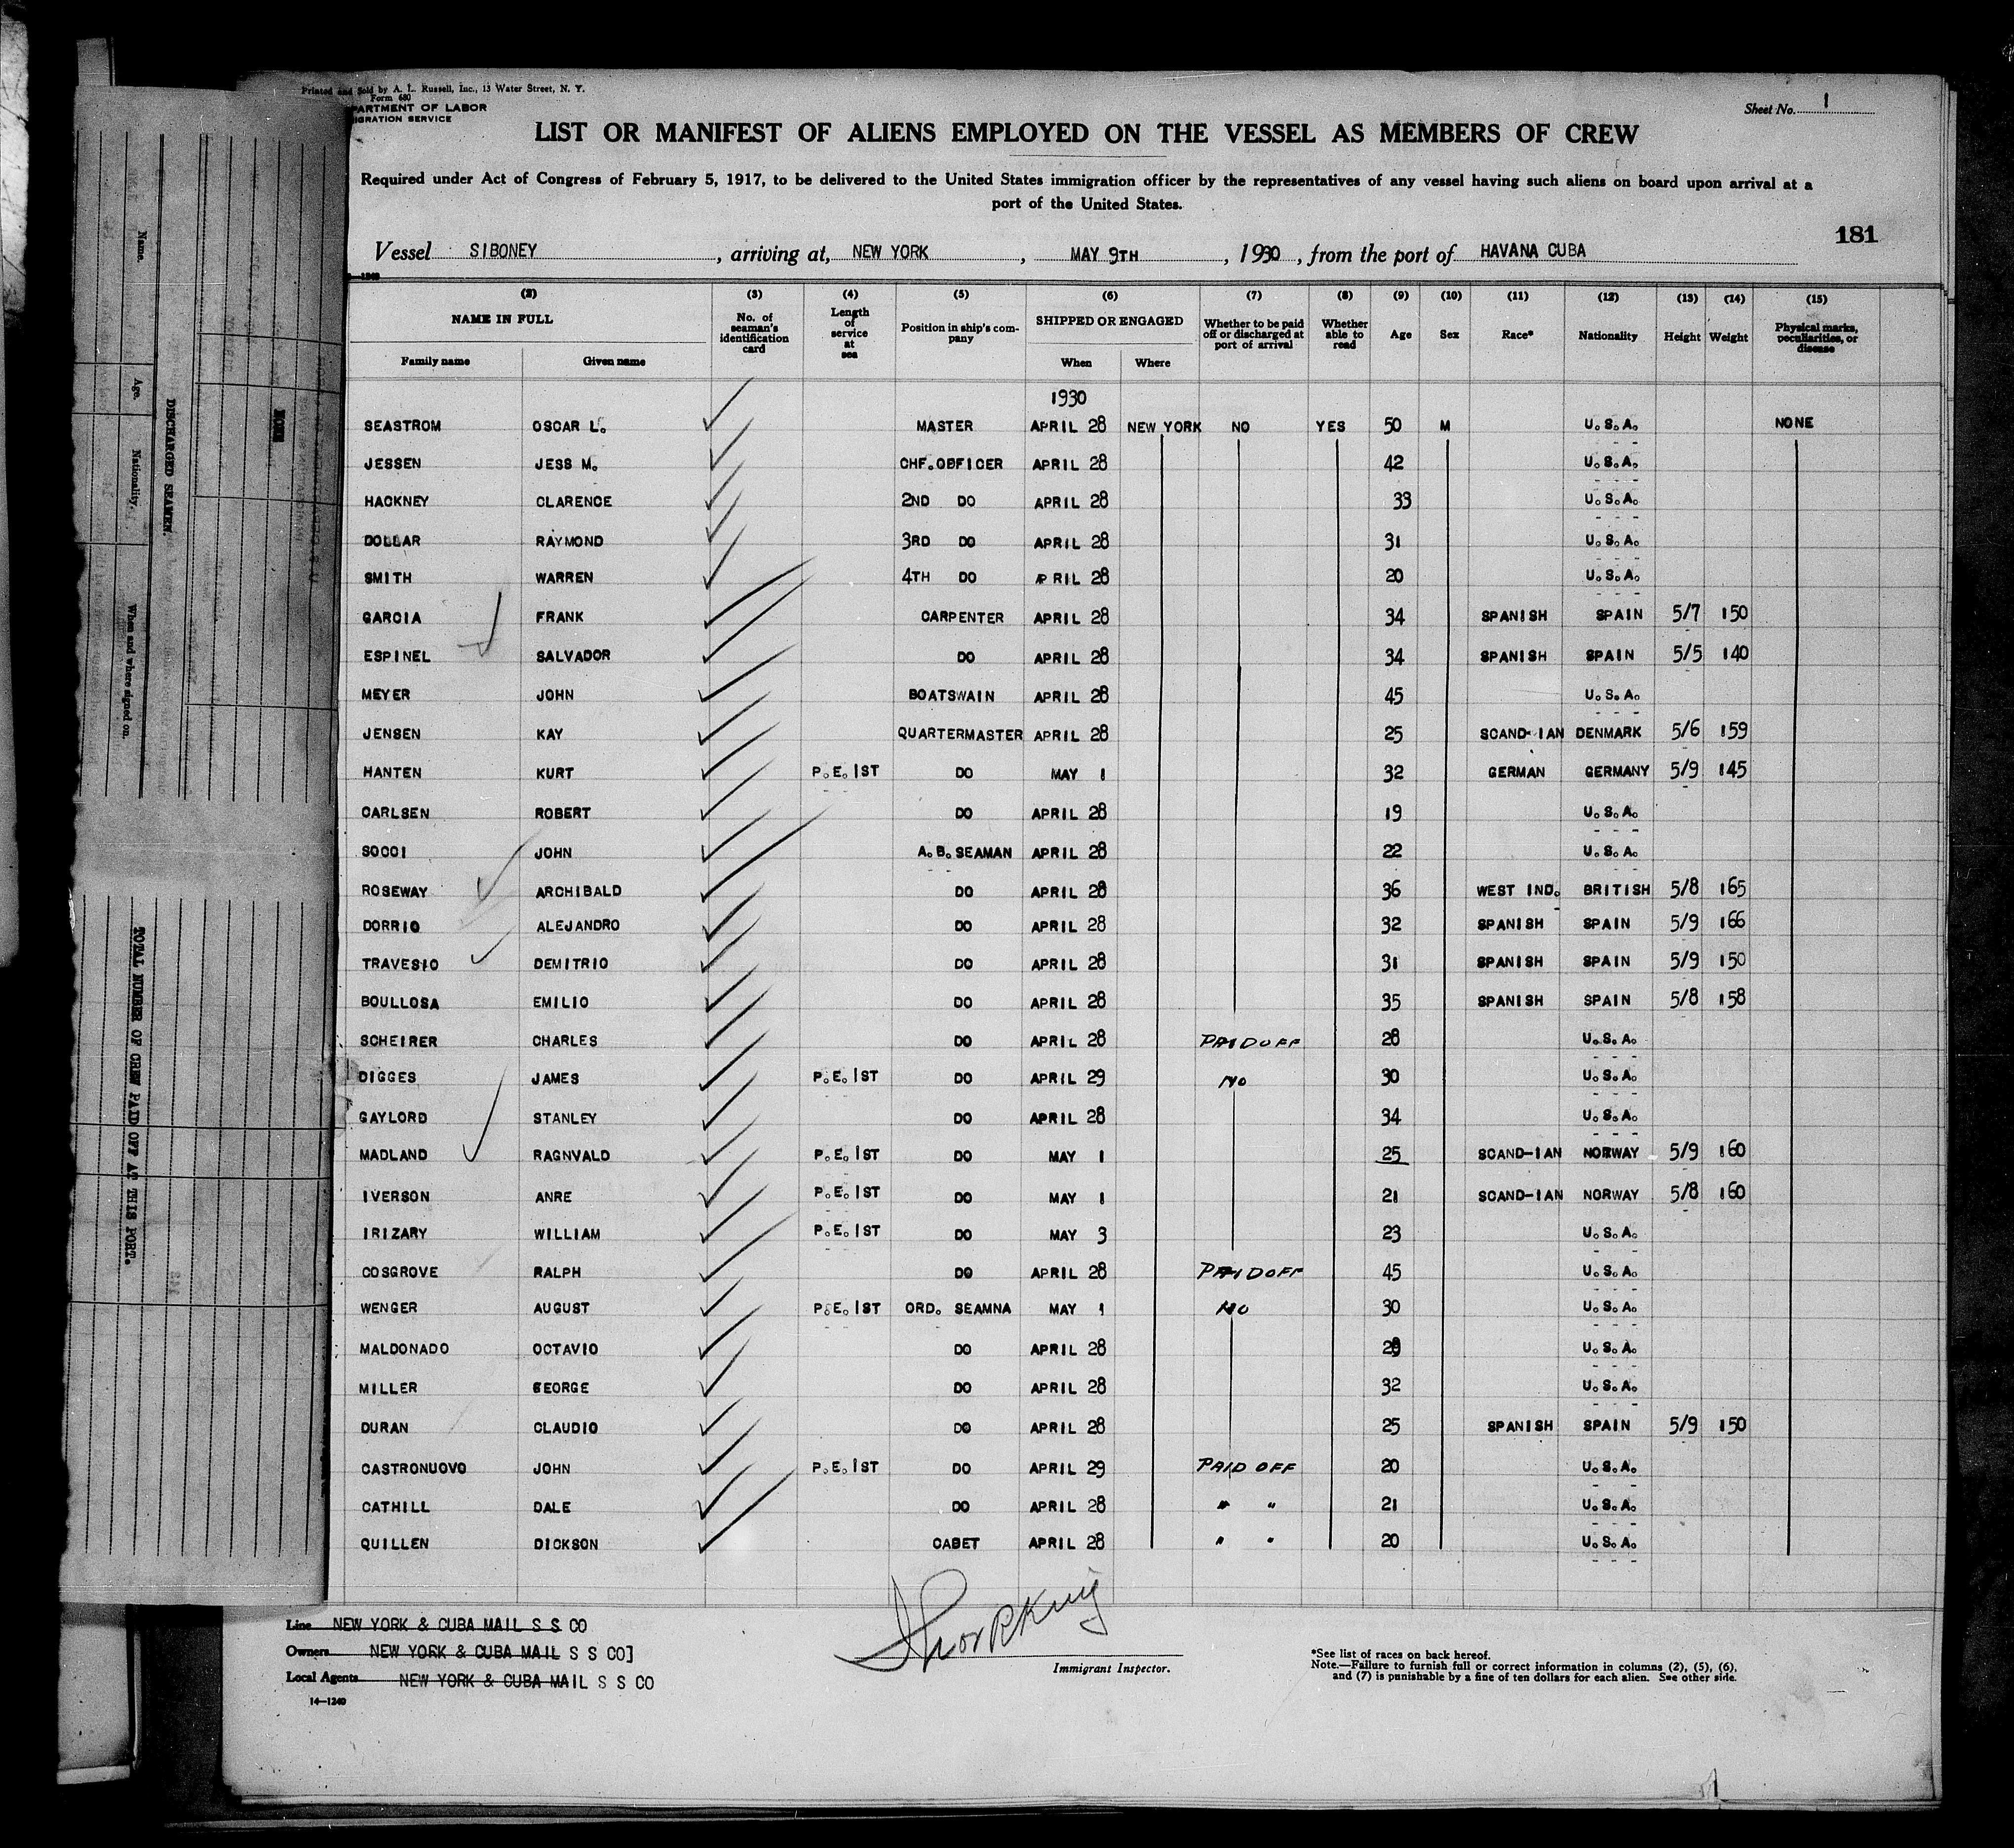 Printed and Sold by A. L. Russell, Inc., 13 Water Street, N. Y.
Form 680
PARTMENT OF LABOR
IGRATION SERVICE
Sheet No. 1
LIST OR MANIFEST OF ALIENS EMPLOYED ON THE VESSEL AS MEMBERS OF CREW
Required under Act of Congress of February 5, 1917, to be delivered to the United States immigration officer by the representatives of any vessel having such aliens on board upon arrival at a
port of the United States.
181
Vessel SIBONEY, arriving at, NEW YORK, MAY 9TH, 1930, from the port of HAVANA CUBA
(2) (3) (4) (5) (6) (7) (8) (9) (10) (11) (12) (13) (14) (15)
NAME IN FULL No. of seaman's identification card Length of service at sea Position in ship's company SHIPPED OR ENGAGED Whether to be paid off or discharged at port of arrival Whether able to read Age Sex Race* Nationality Height Weight Physical marks, peculiarities, or disease
Family name Given name When Where
1930
SEASTROM OSCAR L. MASTER APRIL 28 NEW YORK NO YES 50 M U.S.A. NONE
JESSEN JESS M. CHF.OFFICER APRIL 28 42 U.S.A.
HACKNEY CLARENCE 2ND DO APRIL 28 33 U.S.A.
DOLLAR RAYMOND 3RD DO APRIL 28 31 U.S.A.
SMITH WARREN 4TH DO APRIL 28 20 U.S.A.
GARCIA FRANK CARPENTER APRIL 28 34 SPANISH SPAIN 5/7 150
ESPINEL SALVADOR DO APRIL 28 34 SPANISH SPAIN 5/5 140
MEYER JOHN BOATSWAIN APRIL 28 45 U.S.A.
JENSEN KAY QUARTERMASTER APRIL 28 25 SCAND-IAN DENMARK 5/6 159
HANTEN KURT P.E.1ST DO MAY 1 32 GERMAN GERMANY 5/9 145
CARLSEN ROBERT DO APRIL 28 19 U.S.A.
SOCCI JOHN A.B.SEAMAN APRIL 28 22 U.S.A.
ROSEWAY ARCHIBALD DO APRIL 28 36 WEST IND. BRITISH 5/8 165
DORRIO ALEJANDRO DO APRIL 28 32 SPANISH SPAIN 5/9 166
TRAVESIO DEMITRIO DO APRIL 28 31 SPANISH SPAIN 5/9 150
BOULLOSA EMILIO DO APRIL 28 35 SPANISH SPAIN 5/8 158
SCHEIRER CHARLES DO APRIL 28 PAID OFF 28 U.S.A.
DIGGES JAMES P.E.1ST DO APRIL 29 NO 30 U.S.A.
GAYLORD STANLEY DO APRIL 28 34 U.S.A.
MADLAND RAGNVALD P.E.1ST DO MAY 1 25 SCAND-IAN NORWAY 5/9 160
IVERSON ANRE P.E.1ST DO MAY 1 21 SCAND-IAN NORWAY 5/8 160
IRIZARY WILLIAM P.E.1ST DO MAY 3 23 U.S.A.
COSGROVE RALPH DO APRIL 28 PAID OFF 45 U.S.A.
WENGER AUGUST P.E.1ST ORD. SEAMNA MAY 1 NO 30 U.S.A.
MALDONADO OCTAVIO DO APRIL 28 U.S.A.
MILLER GEORGE DO APRIL 28 32 U.S.A.
DURAN CLAUDIO DO APRIL 28 25 SPANISH SPAIN 5/9 150
CASTRONUOVO JOHN P.E.1ST DO APRIL 29 PAID OFF 20 U.S.A.
CATHILL DALE DO APRIL 28 " " 21 U.S.A.
QUILLEN DICKSON CADET APRIL 28 " " 20 U.S.A.
Line NEW YORK & CUBA MAIL S S CO
Owners NEW YORK & CUBA MAIL S S CO]
Local Agents NEW YORK & CUBA MAIL S S CO
14—1240
Immigrant Inspector.
*See list of races on back hereof.
Note.—Failure to furnish full or correct information in columns (2), (5), (6),
and (7) is punishable by a fine of ten dollars for each alien. See other side.
Name.
Age.
Nationality.
When and where signed on.
DISCHARGED SEAMEN.
NONE
TOTAL NUMBER OF CREW PAID OFF AT THIS PORT.